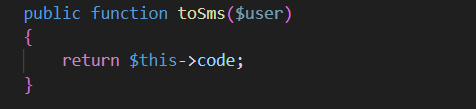 public function toSms($user)
{
    return $this->code;
}